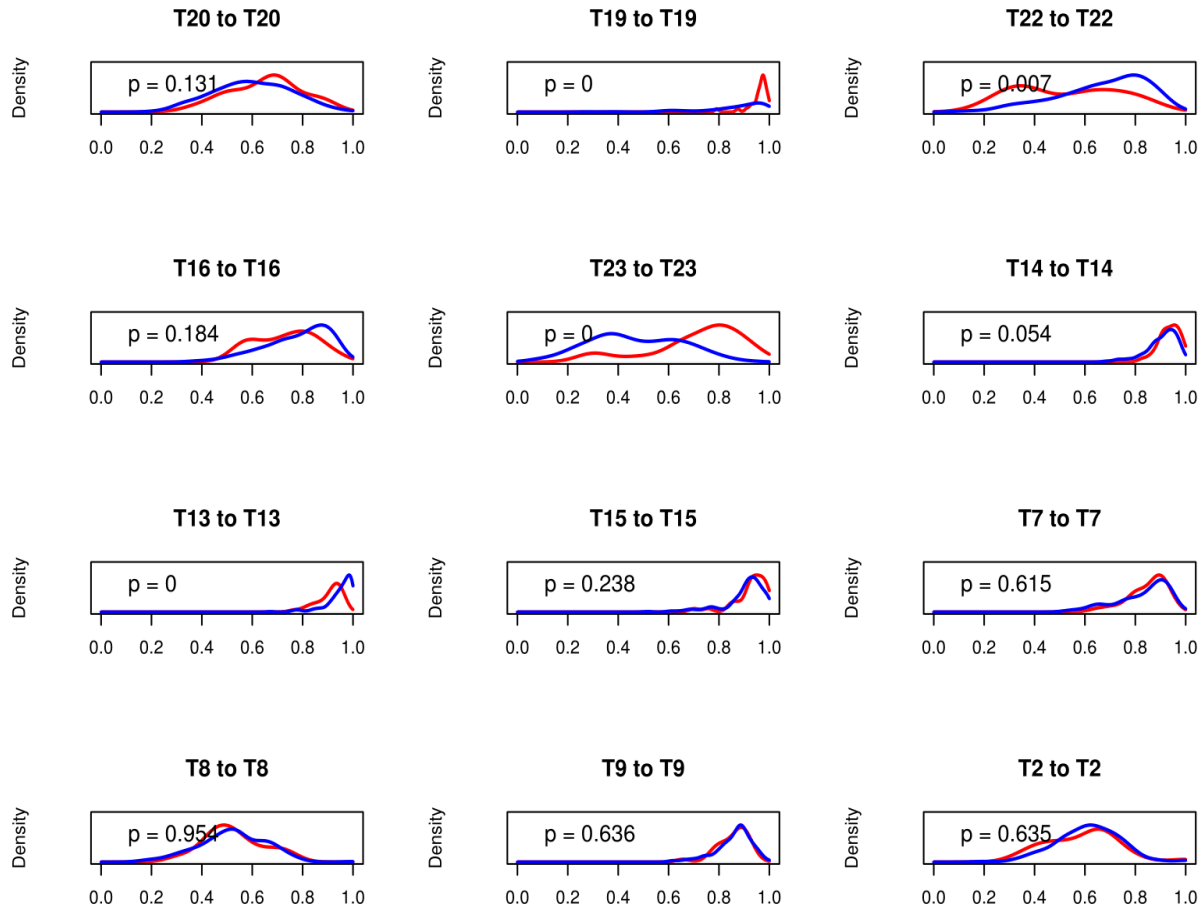 T20 to T20 T19 to T19 T22 to T22
Density p = 0.131 p = 0 p = 0.007
Density Density
0.0 0.2 0.4 0.6 0.8 1.0 0.0 0.2 0.4 0.6 0.8 1.0 0.0 0.2 0.4 0.6 0.8 1.0
T16 to T16 T23 to T23 T14 to T14
Density p = 0.184 Density p = 0 Density p = 0.054
0.0 0.2 0.4 0.6 0.8 1.0 0.0 0.2 0.4 0.6 0.8 1.0 0.0 0.2 0.4 0.6 0.8 1.0
T13 to T13 T15 to T15 T7 to T7
Density p = 0 Density p = 0.238 Density p = 0.615
0.0 0.2 0.4 0.6 0.8 1.0 0.0 0.2 0.4 0.6 0.8 1.0 0.0 0.2 0.4 0.6 0.8 1.0
T8 to T8 T9 to T9 T2 to T2
Density p = 0.954 Density p = 0.636 Density p = 0.635
0.0 0.2 0.4 0.6 0.8 1.0 0.0 0.2 0.4 0.6 0.8 1.0 0.0 0.2 0.4 0.6 0.8 1.0